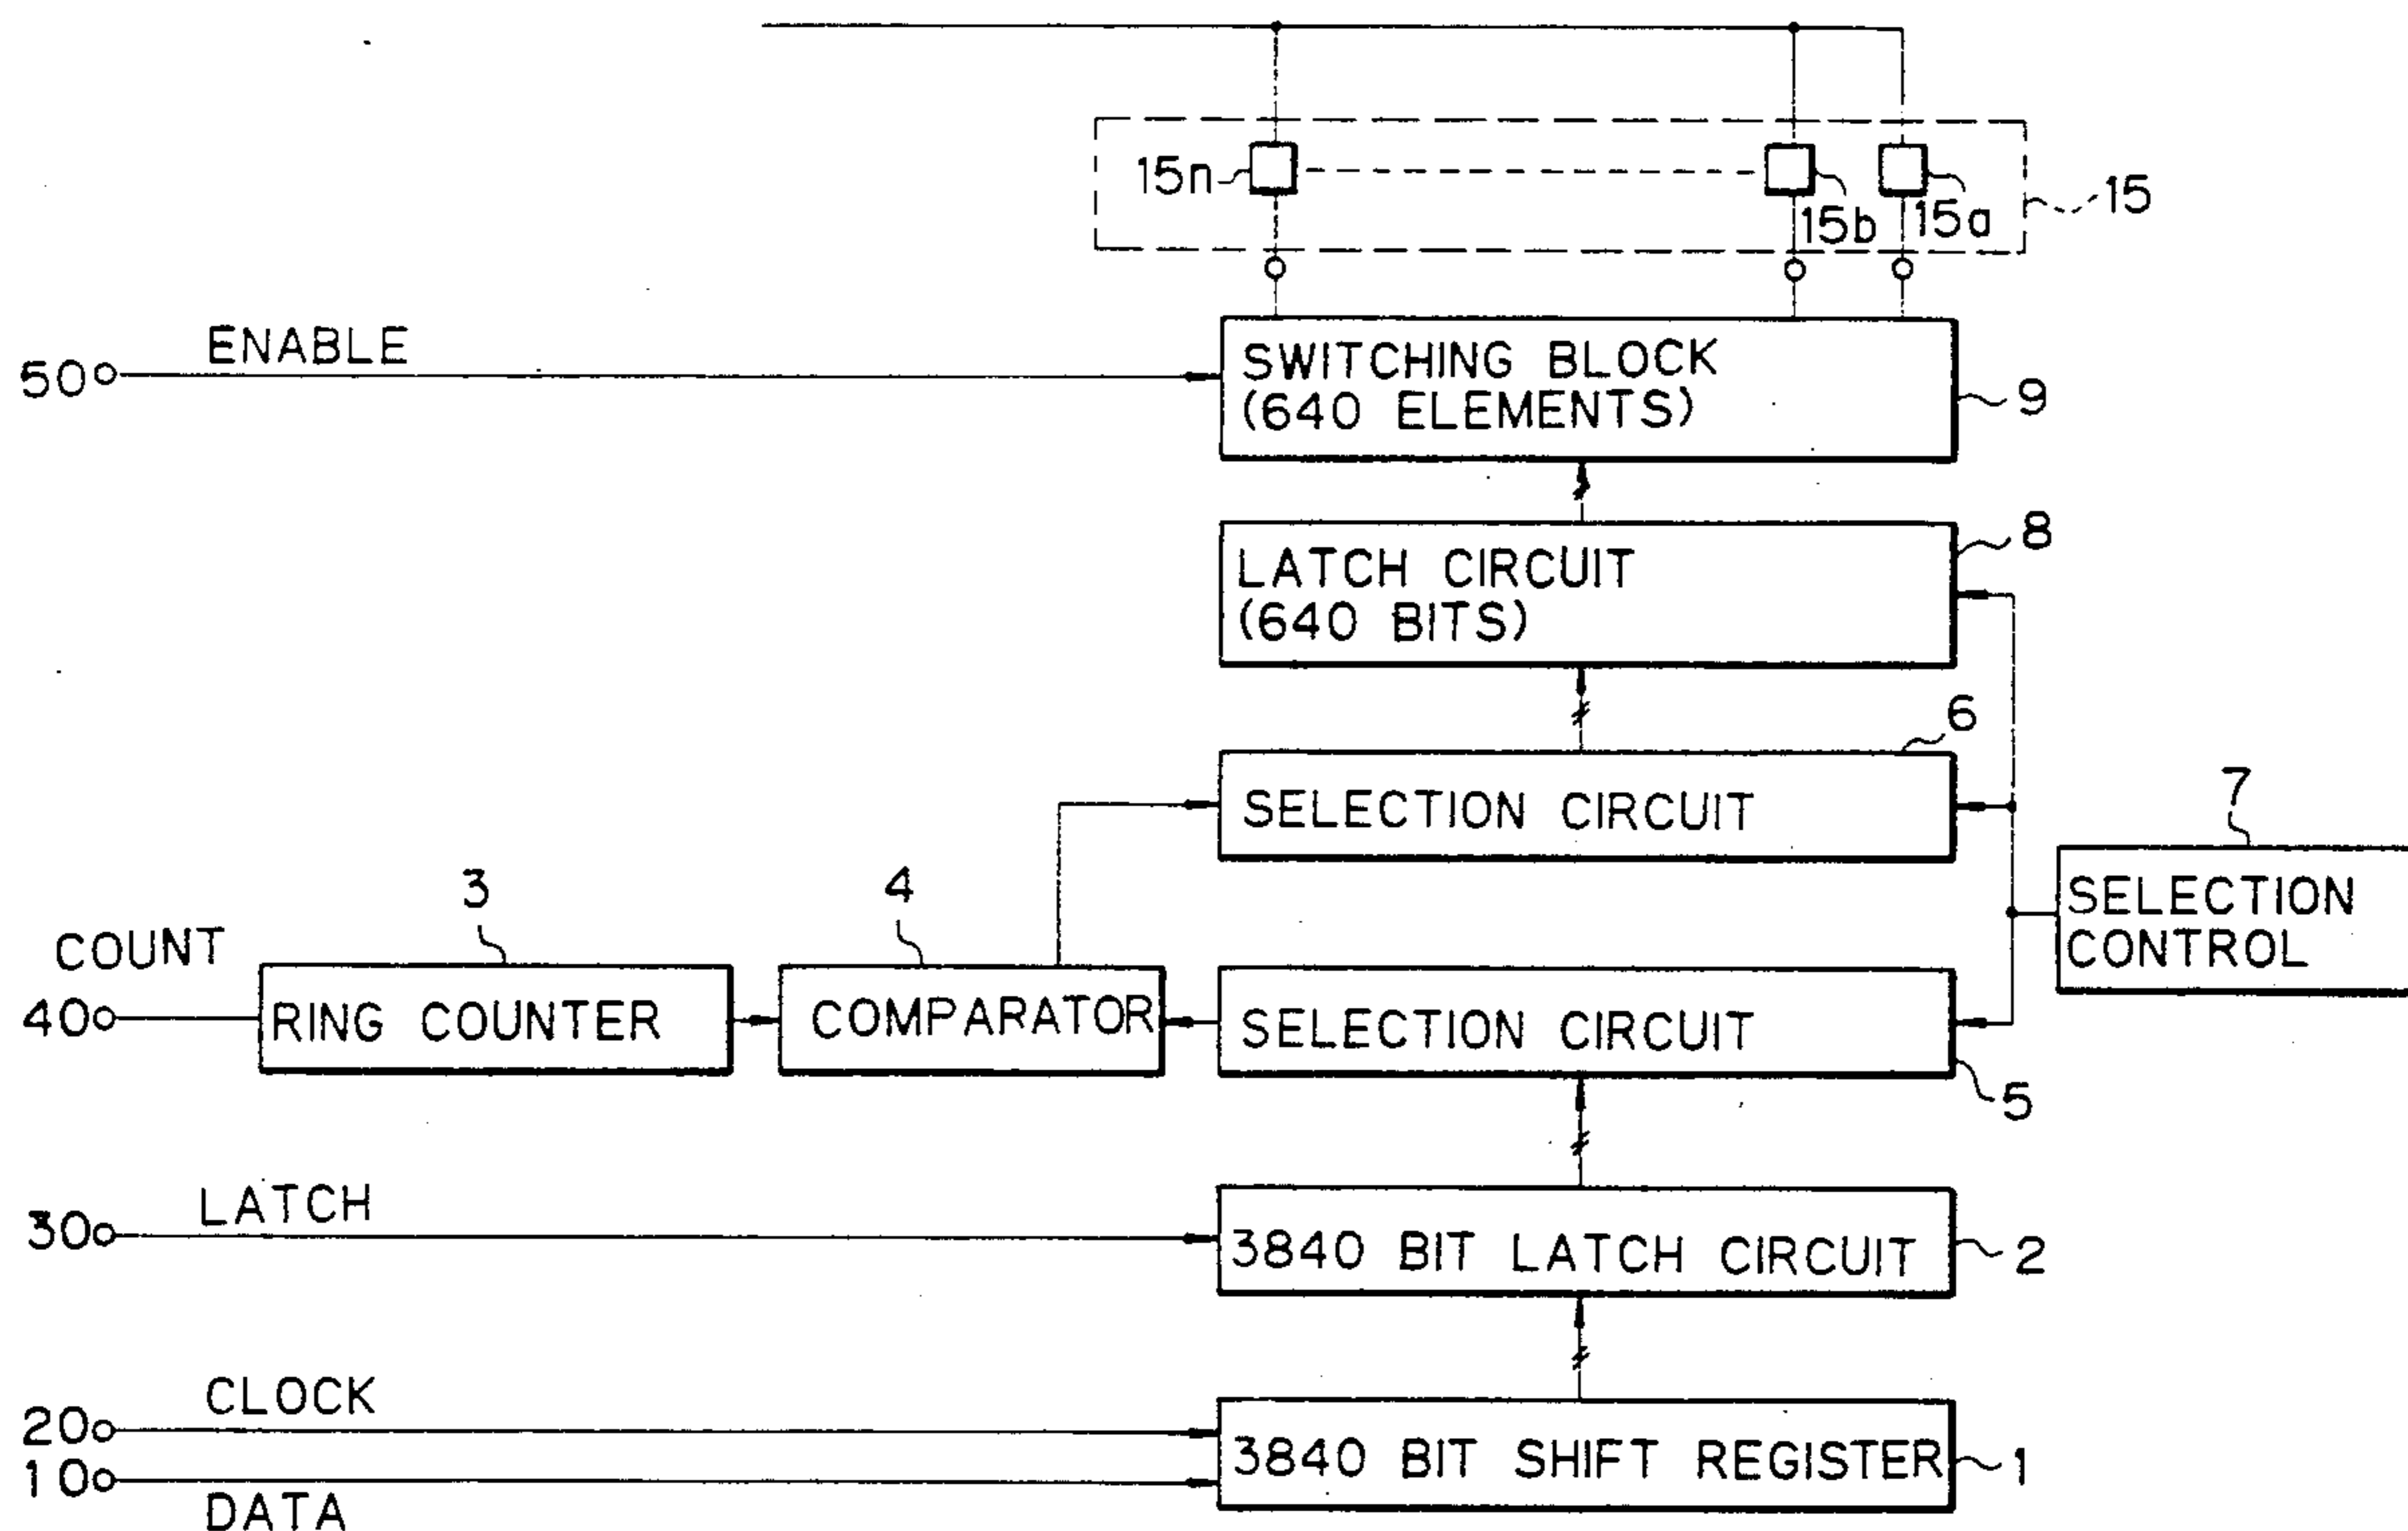 15n
15b
15a
15
ENABLE
50
SWITCHING BLOCK
(640 ELEMENTS)
9
LATCH CIRCUIT
(640 BITS)
8
6
SELECTION CIRCUIT
7
SELECTION
CONTROL
3
4
COUNT
40
RING COUNTER
COMPARATOR
SELECTION CIRCUIT
5
LATCH
30
3840 BIT LATCH CIRCUIT
2
CLOCK
20
10
DATA
3840 BIT SHIFT REGISTER
1